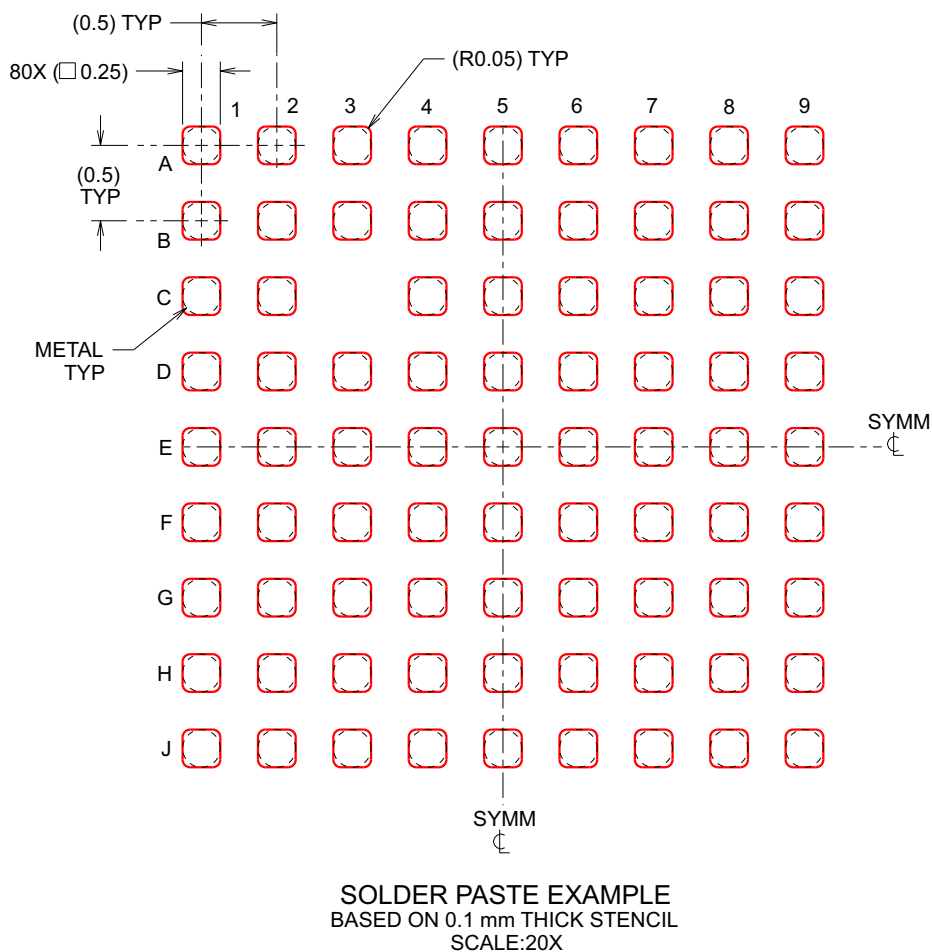 (0.5) TYP
80X (□ 0.25)
(R0.05) TYP
1 2 3 4 5 6 7 8 9
A
(0.5)
TYP
B
C
METAL
TYP
D
E
SYMM
℄
F
G
H
J
SYMM
℄
SOLDER PASTE EXAMPLE
BASED ON 0.1 mm THICK STENCIL
SCALE:20X